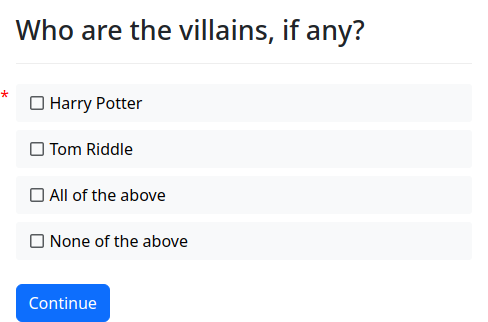 Who are the villains, if any?
* Harry Potter
Tom Riddle
All of the above
None of the above
Continue